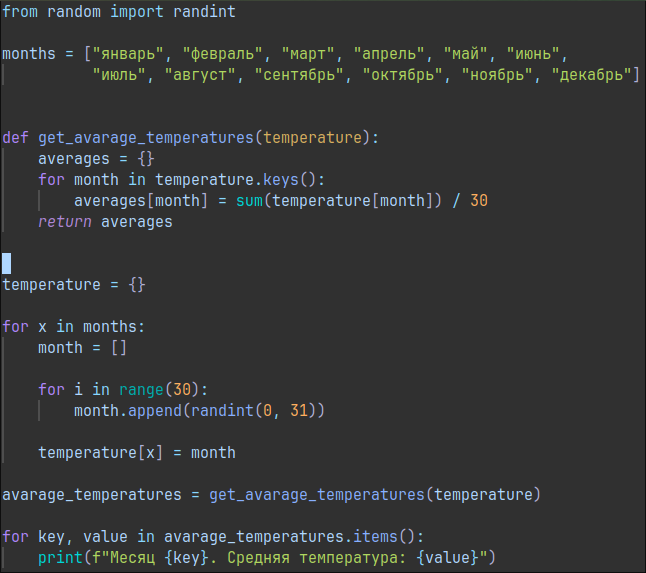 from random import randint
months = ["январь", "февраль", "март", "апрель", "май", "июнь",
"июль", "август", "сентябрь", "октябрь", "ноябрь", "декабрь"]
def get_avarage_temperatures(temperature):
averages = {}
for month in temperature.keys():
averages[month] = sum(temperature[month]) / 30
return averages
temperature = {}
for x in months:
month = []
for i in range(30):
month.append(randint(0, 31))
temperature[x] = month
avarage_temperatures = get_avarage_temperatures(temperature)
for key, value in avarage_temperatures.items():
print(f"Месяц {key}. Средняя температура: {value}")